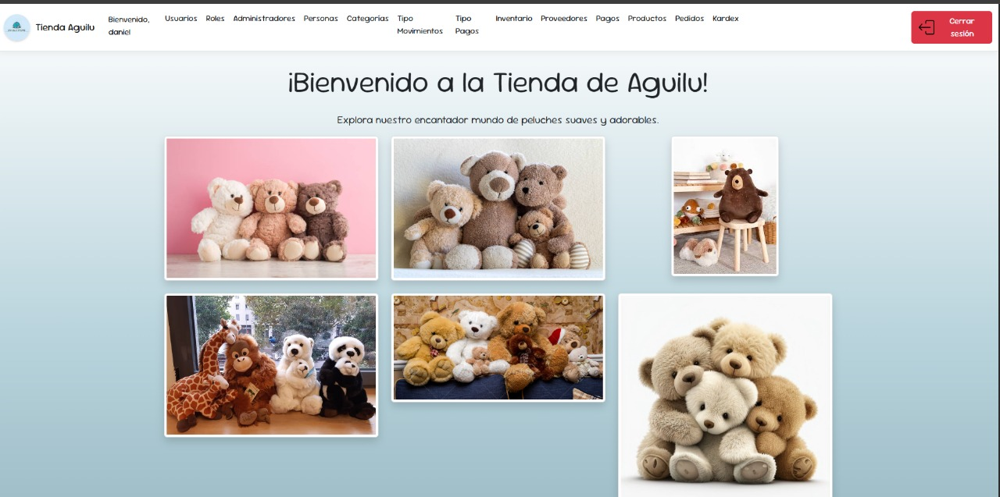 Tienda Aguilu
Bienvenido,
daniel
Usuarios
Roles
Administradores
Personas
Categorías
Tipo
Movimientos
Tipo
Pagos
Inventario
Proveedores
Pagos
Productos
Pedidos
Kardex
Cerrar
sesión
¡Bienvenido a la Tienda de Aguilu!
Explora nuestro encantador mundo de peluches suaves y adorables.